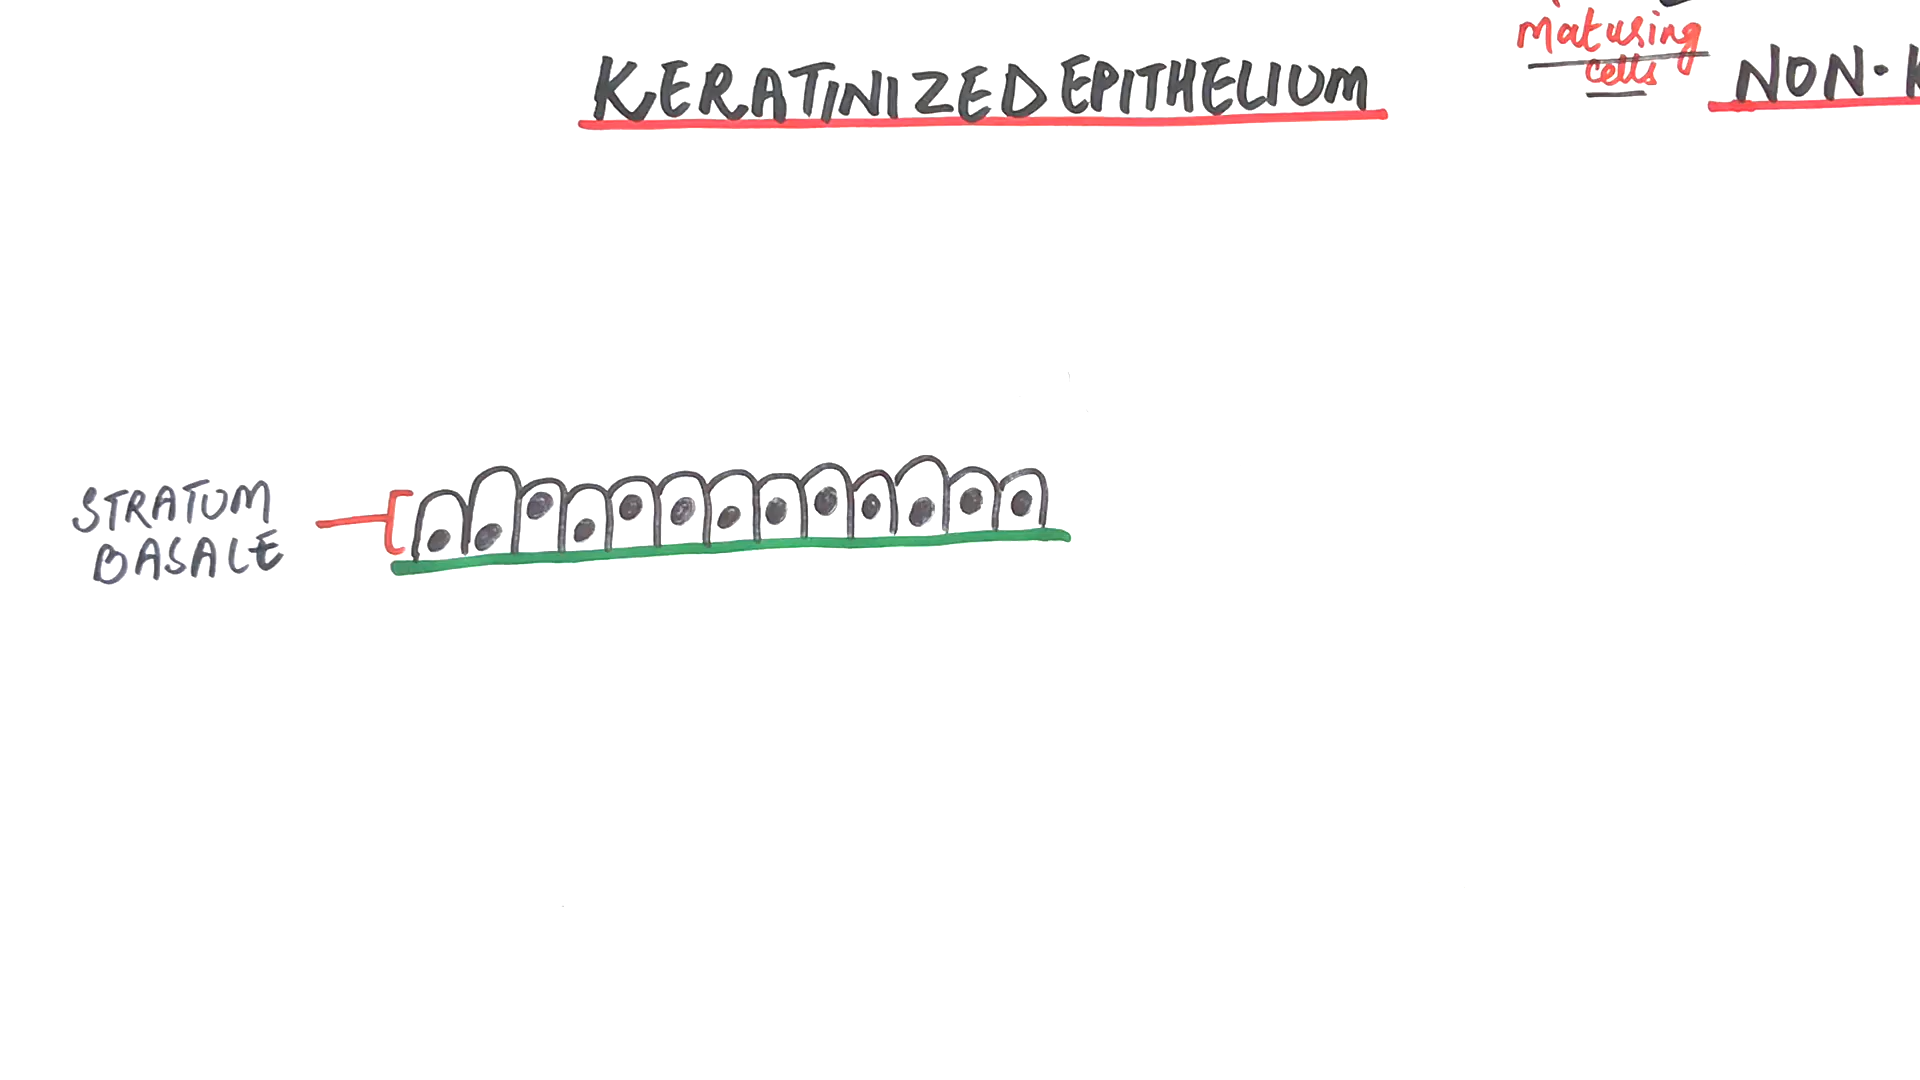 maturing
cells
KERATINIZED EPITHELIUM
NON-K
STRATUM
BASALE